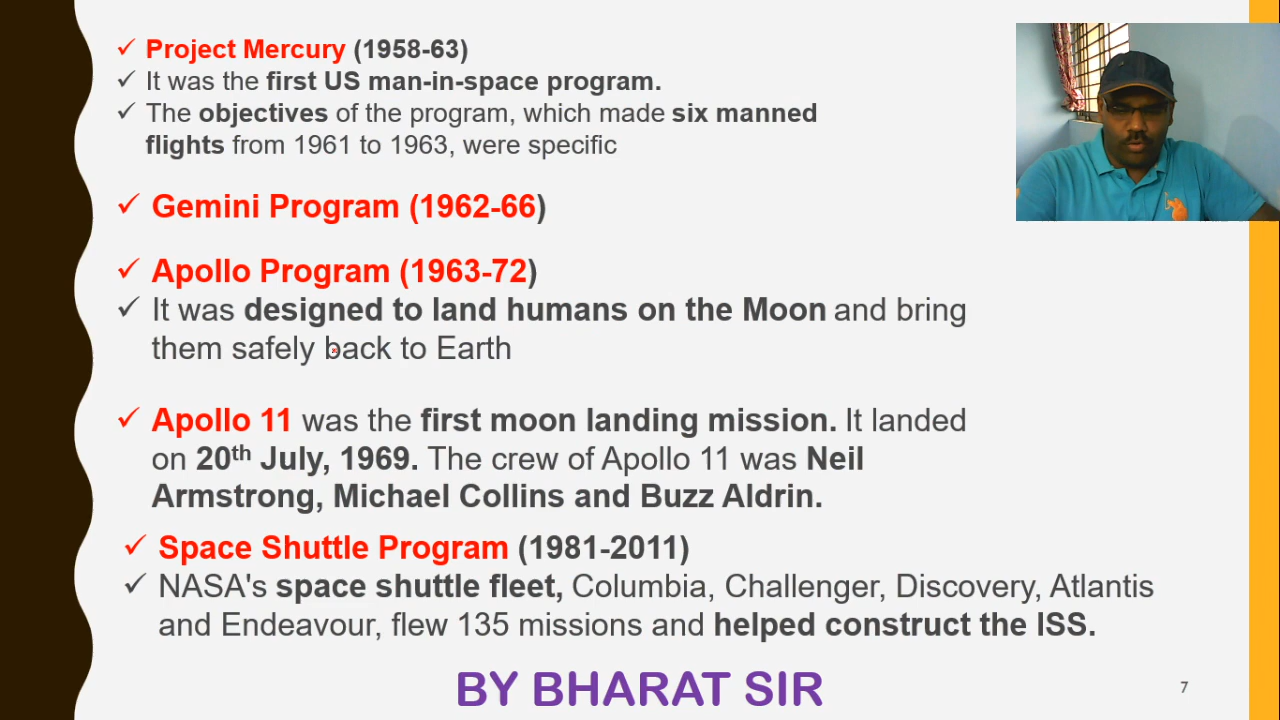 Project Mercury (1958-63)
It was the first US man-in-space program.
The objectives of the program, which made six manned
flights from 1961 to 1963, were specific
Gemini Program (1962-66)
Apollo Program (1963-72)
It was designed to land humans on the Moon and bring
them safely back to Earth
Apollo 11 was the first moon landing mission. It landed
on 20th July, 1969. The crew of Apollo 11 was Neil
Armstrong, Michael Collins and Buzz Aldrin.
Space Shuttle Program (1981-2011)
NASA's space shuttle fleet, Columbia, Challenger, Discovery, Atlantis
and Endeavour, flew 135 missions and helped construct the ISS.
BY BHARAT SIR
7